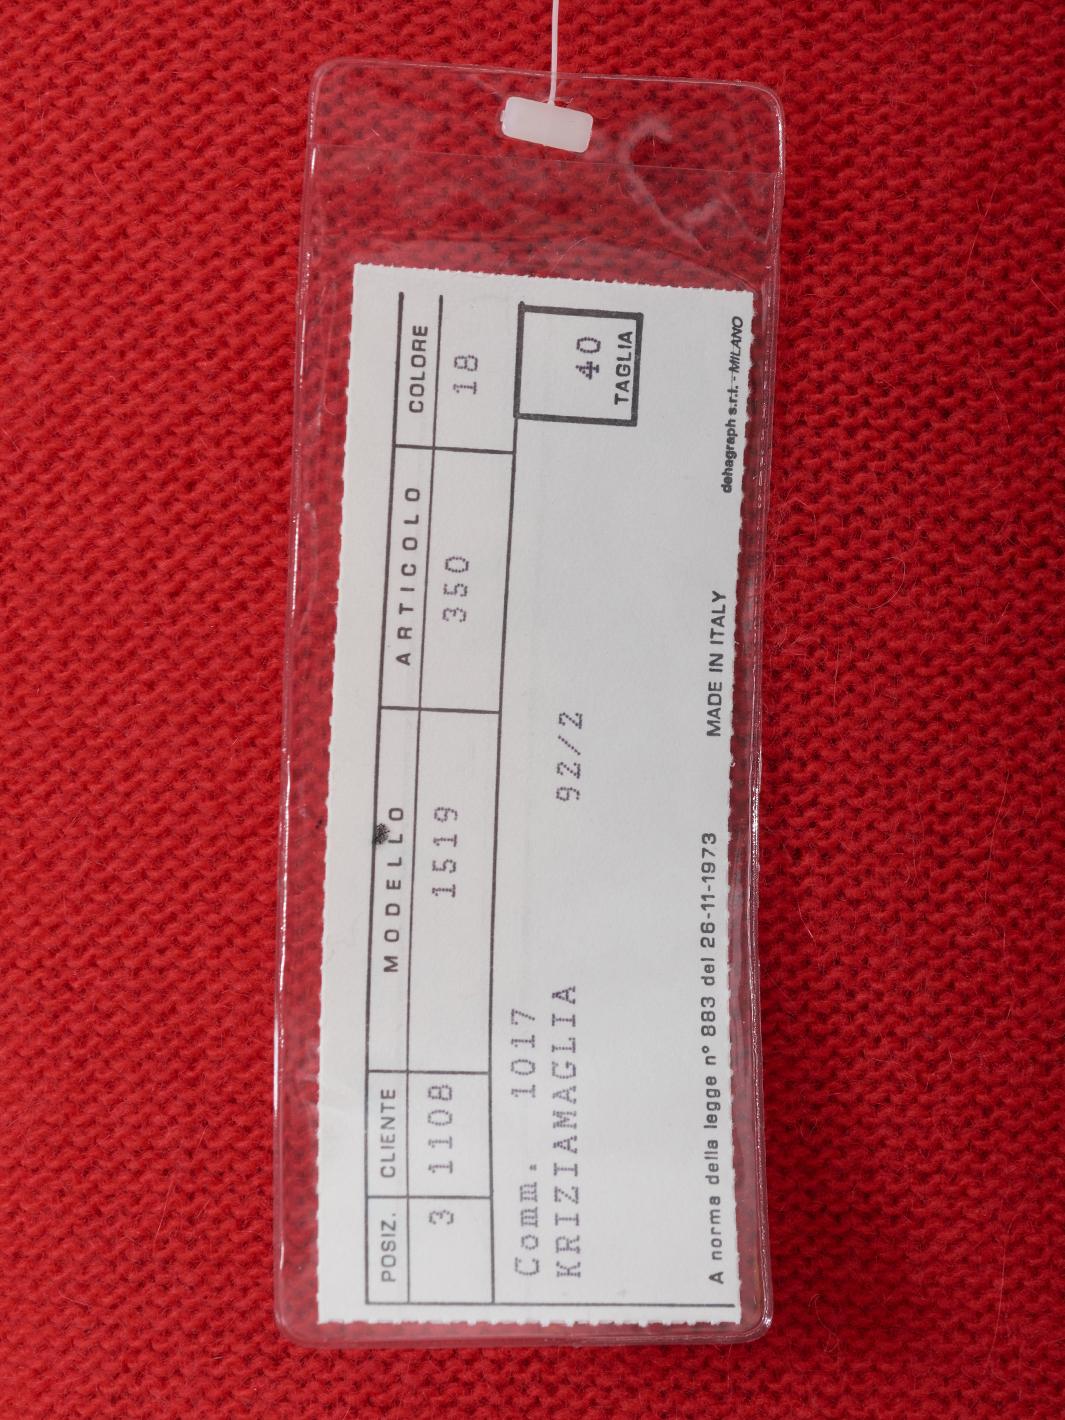 POSIZ. CLIENTE MODELLO ARTICOLO COLORE
3 1108 1519 350 18
Comm. 1017
KRIZIAMAGLIA 92/2
40
TAGLIA
A norma della legge n° 883 del 26-11-1973 MADE IN ITALY dehagraph s.r.l. - MILANO